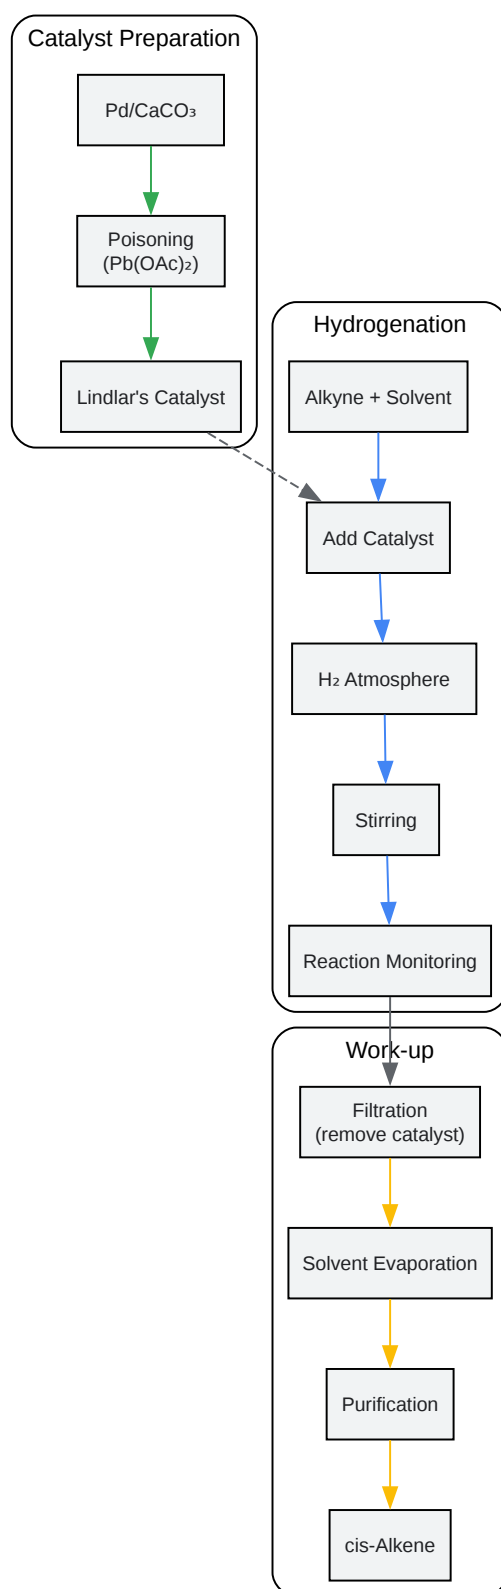 Catalyst Preparation
Pd/CaCO₃
Poisoning
(Pb(OAc)₂)
Lindlar's Catalyst
Hydrogenation
Alkyne + Solvent
Add Catalyst
H₂ Atmosphere
Stirring
Reaction Monitoring
Work-up
Filtration
(remove catalyst)
Solvent Evaporation
Purification
cis-Alkene